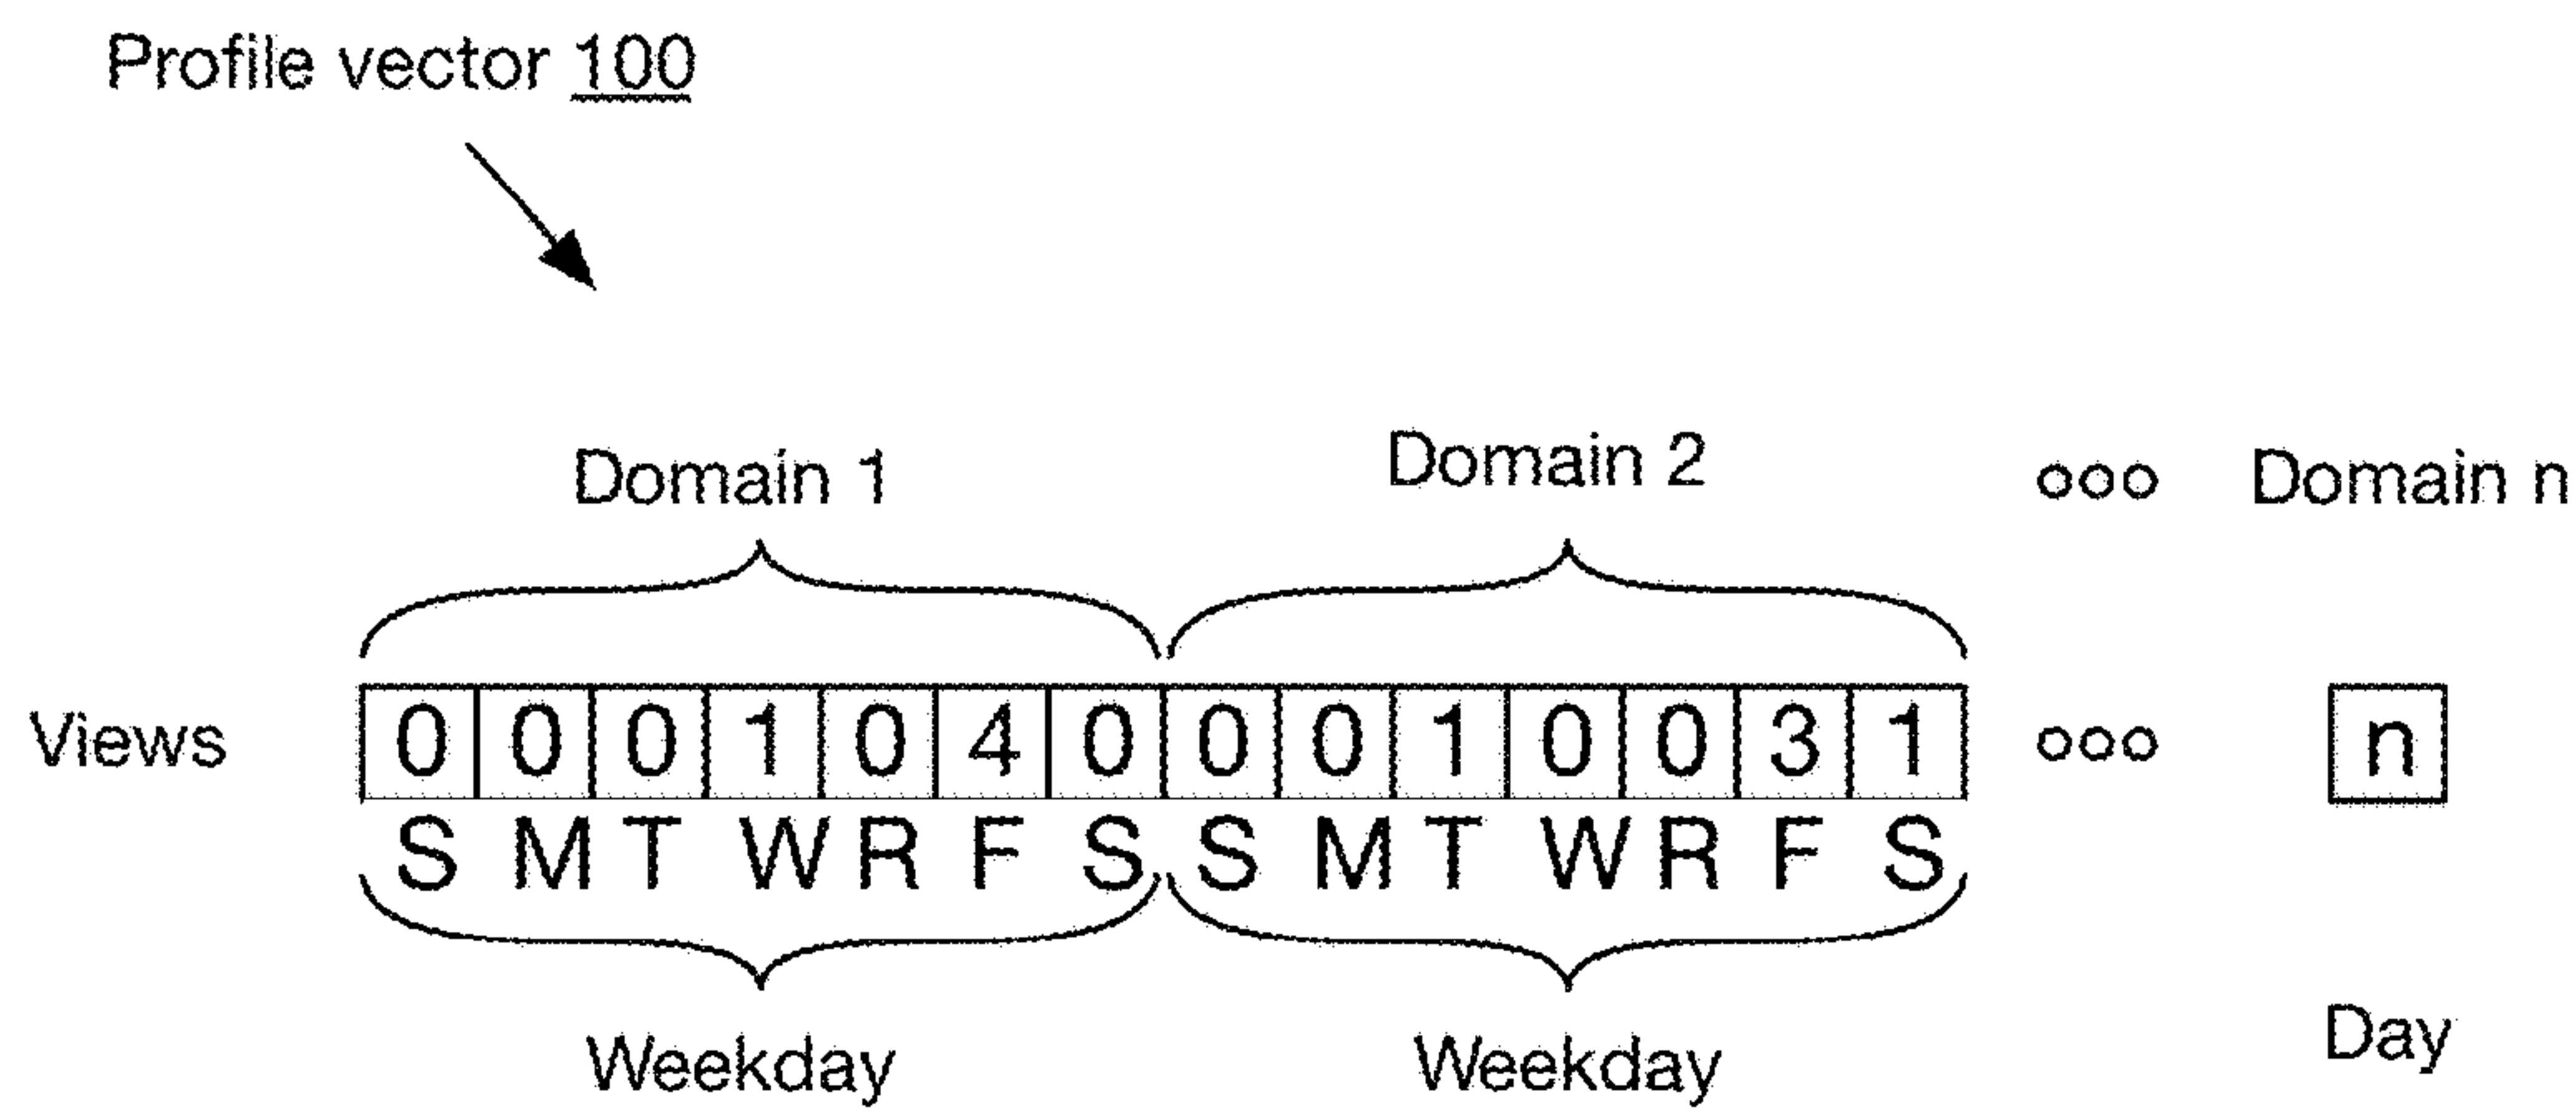 Profile vector 100
Domain 1 Domain 2 ooo Domain n
Views 0 0 0 1 0 4 0 0 0 1 0 0 3 1 ooo n
S M T W R F S S M T W R F S
Weekday Weekday Day